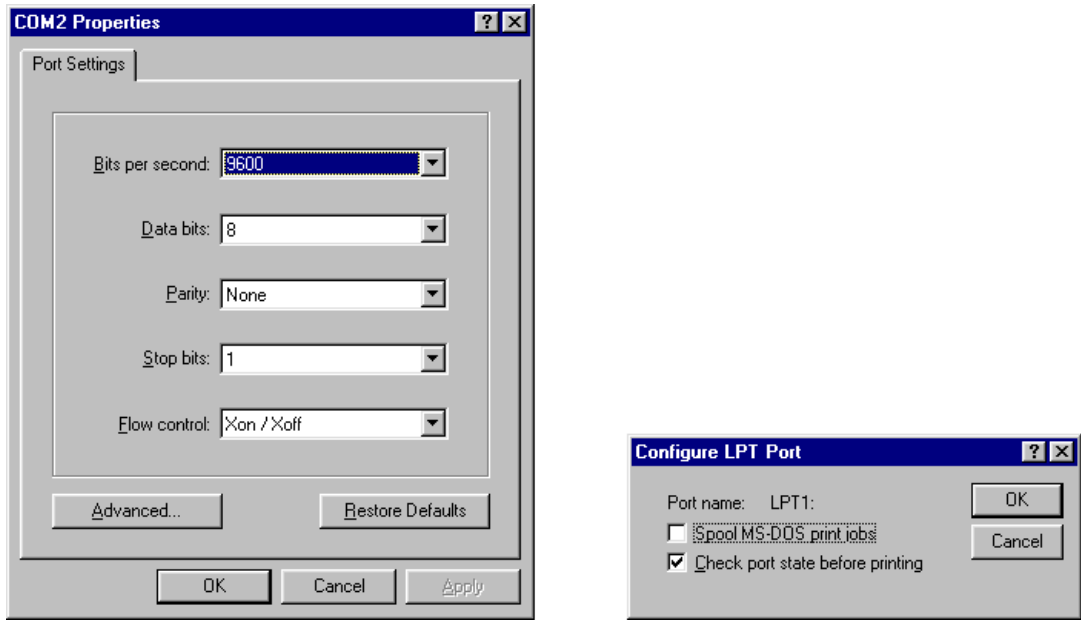 COM2 Properties
Port Settings
Bits per second: 9600
Data bits: 8
Parity: None
Stop bits: 1
Flow control: Xon / Xoff
Advanced...
Restore Defaults
OK
Cancel
Apply
Configure LPT Port
Port name: LPT1:
OK
Spool MS-DOS print jobs
Cancel
Check port state before printing